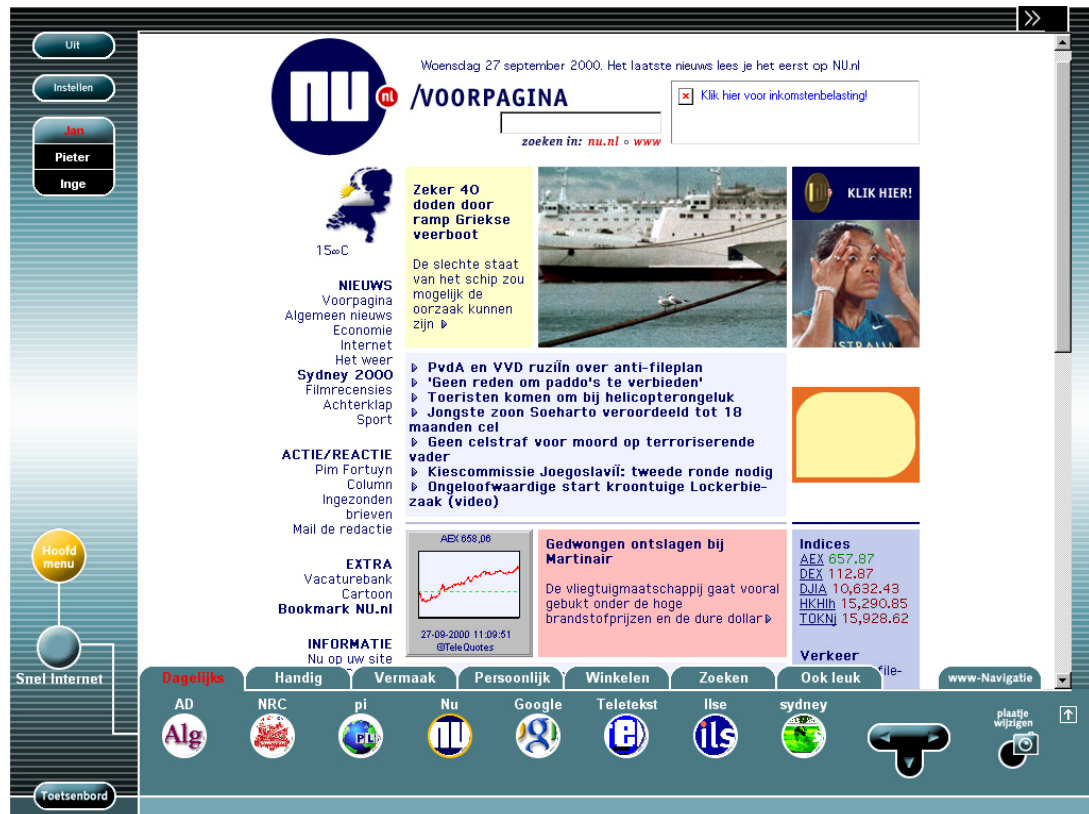 Uit
Instellen
Jan
Pieter
Inge
Hoofd
menu
Snel Internet
Toetsenbord
nu
nl
Woensdag 27 september 2000. Het laatste nieuws lees je het eerst op NU.nl
/VOORPAGINA
zoeken in: nu.nl ○ www
Klik hier voor inkomstenbelasting!
15∞C
NIEUWS
Voorpagina
Algemeen nieuws
Economie
Internet
Het weer
Sydney 2000
Filmrecensies
Achterklap
Sport
ACTIE/REACTIE
Pim Fortuyn
Column
Ingezonden
brieven
Mail de redactie
EXTRA
Vacaturebank
Cartoon
Bookmark NU.nl
INFORMATIE
Nu op uw site
Zeker 40
doden door
ramp Griekse
veerboot
De slechte staat
van het schip zou
mogelijk de
oorzaak kunnen
zijn
KLIK HIER!
AUSTRALIA
PvdA en VVD ruziÏn over anti-fileplan
'Geen reden om paddo's te verbieden'
Toeristen komen om bij helicopterongeluk
Jongste zoon Soeharto veroordeeld tot 18
maanden cel
Geen celstraf voor moord op terroriserende
vader
Kiescommissie JoegoslaviÏ: tweede ronde nodig
Ongeloofwaardige start kroontuige Lockerbie-
zaak (video)
AEX 658,06
27-09-2000 11:09:51
@TeleQuotes
Gedwongen ontslagen bij
Martinair
De vliegtuigmaatschappij gaat vooral
gebukt onder de hoge
brandstofprijzen en de dure dollar
Indices
AEX 657.87
DEX 112.87
DJIA 10,632.43
HKHIh 15,290.85
TOKNj 15,928.62
Verkeer
file-
Dagelijks
Handig
Vermaak
Persoonlijk
Winkelen
Zoeken
Ook leuk
www-Navigatie
AD
NRC
pi
Nu
Google
Teletekst
Ilse
sydney
Alg
PL
nu
g
ils
plaatje
wijzigen